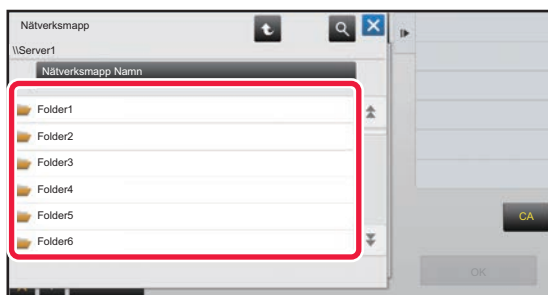 Nätverksmapp
\\Server1
Nätverksmapp Namn
Folder1
Folder2
Folder3
Folder4
Folder5
Folder6
CA
OK